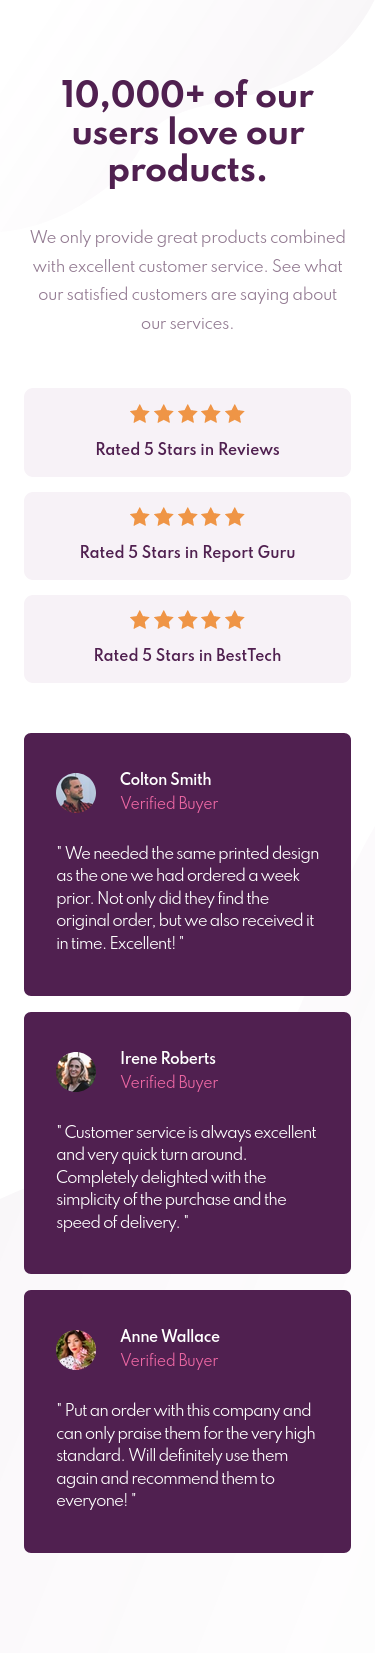 10,000+ of our
users love our
products.
We only provide great products combined
with excellent customer service. See what
our satisfied customers are saying about
our services.
Rated 5 Stars in Reviews
Rated 5 Stars in Report Guru
Rated 5 Stars in BestTech
Colton Smith
Verified Buyer
" We needed the same printed design
as the one we had ordered a week
prior. Not only did they find the
original order, but we also received it
in time. Excellent! "
Irene Roberts
Verified Buyer
" Customer service is always excellent
and very quick turn around.
Completely delighted with the
simplicity of the purchase and the
speed of delivery. "
Anne Wallace
Verified Buyer
" Put an order with this company and
can only praise them for the very high
standard. Will definitely use them
again and recommend them to
everyone! "